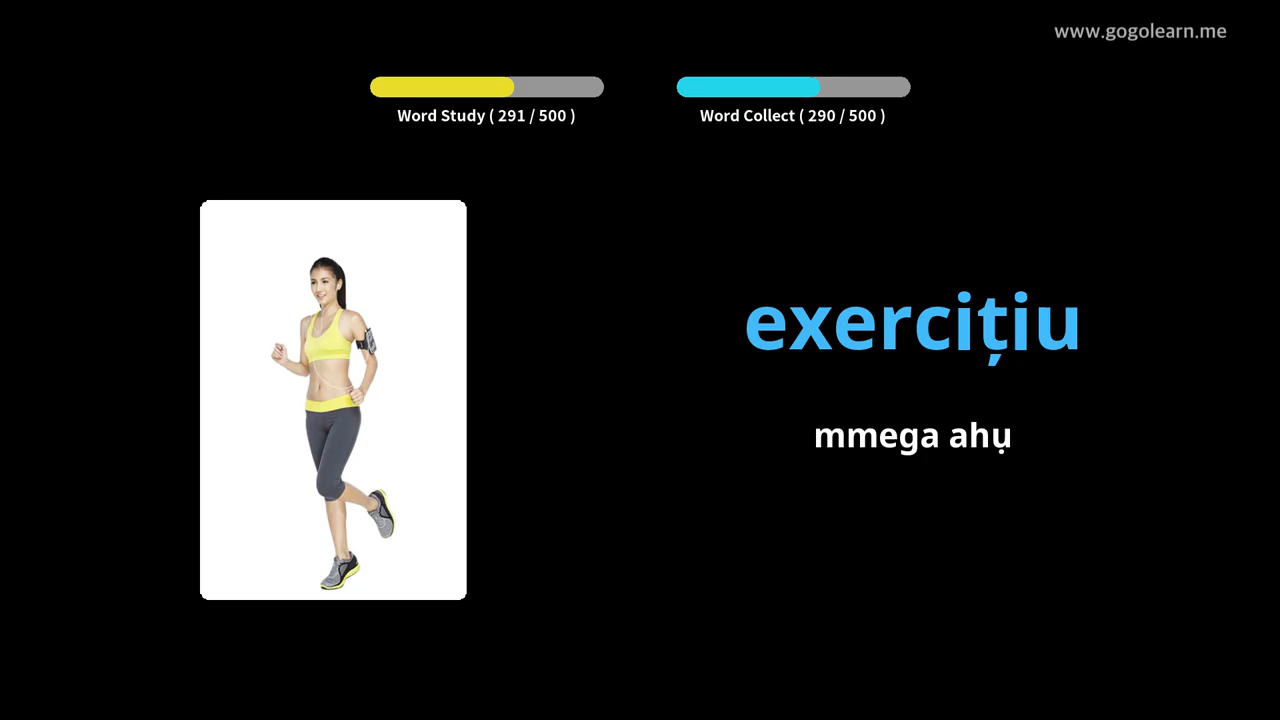 www.gogolearn.me
Word Study ( 291 / 500 )
Word Collect ( 290 / 500 )
exercițiu
mmega ahụ